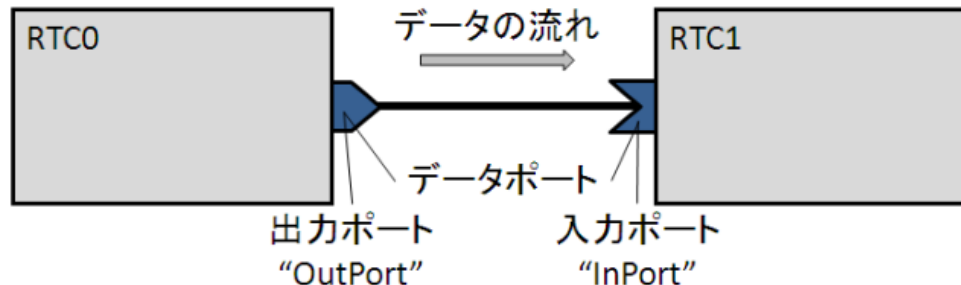 RTC0
データの流れ
RTC1
データポート
出力ポート
“OutPort”
入力ポート
“InPort”